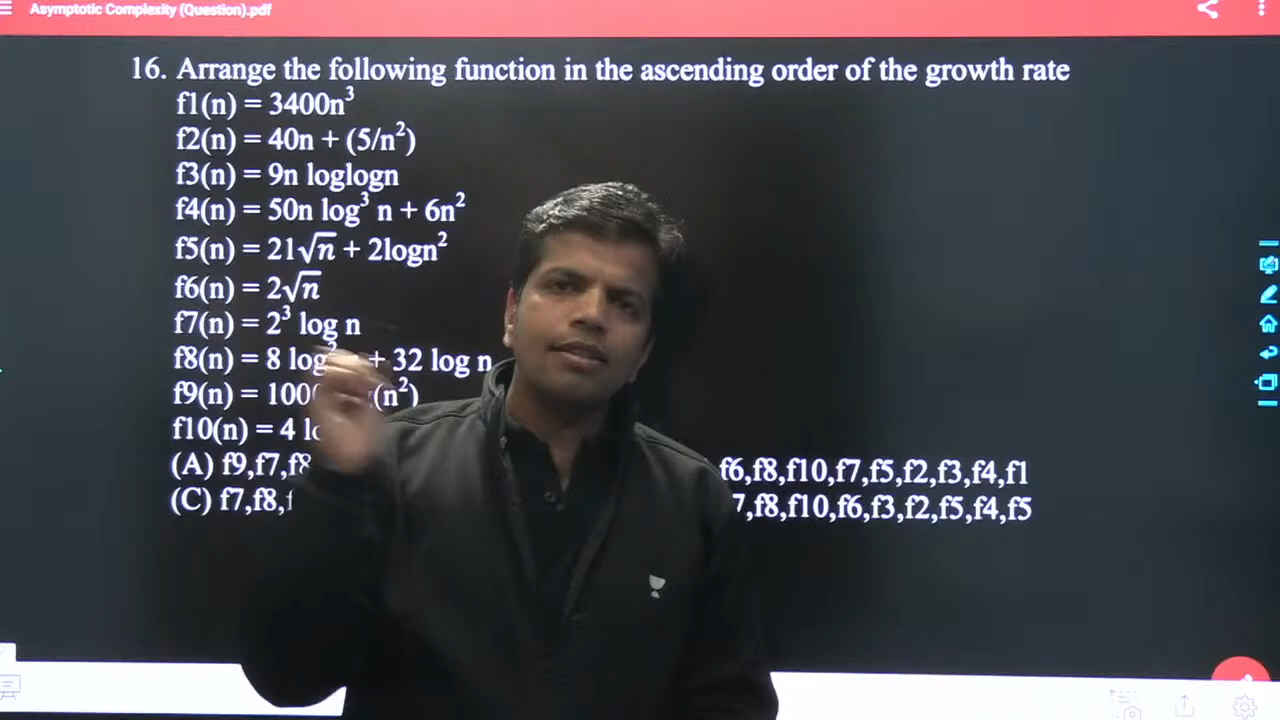 Asymptotic Complexity (Question).pdf
16. Arrange the following function in the ascending order of the growth rate
f1(n) = 3400n³
f2(n) = 40n + (5/n²)
f3(n) = 9n loglogn
f4(n) = 50n log³ n + 6n²
f5(n) = 21√n + 2logn²
f6(n) = 2√n
f7(n) = 2³ log n
f8(n) = 8 log² + 32 log n
f9(n) = (n²)
f10(n) = 4
(A) f9,f7,f8 f6,f8,f10,f7,f5,f2,f3,f4,f1
(C) f7,f8, 7,f8,f10,f6,f3,f2,f5,f4,f5